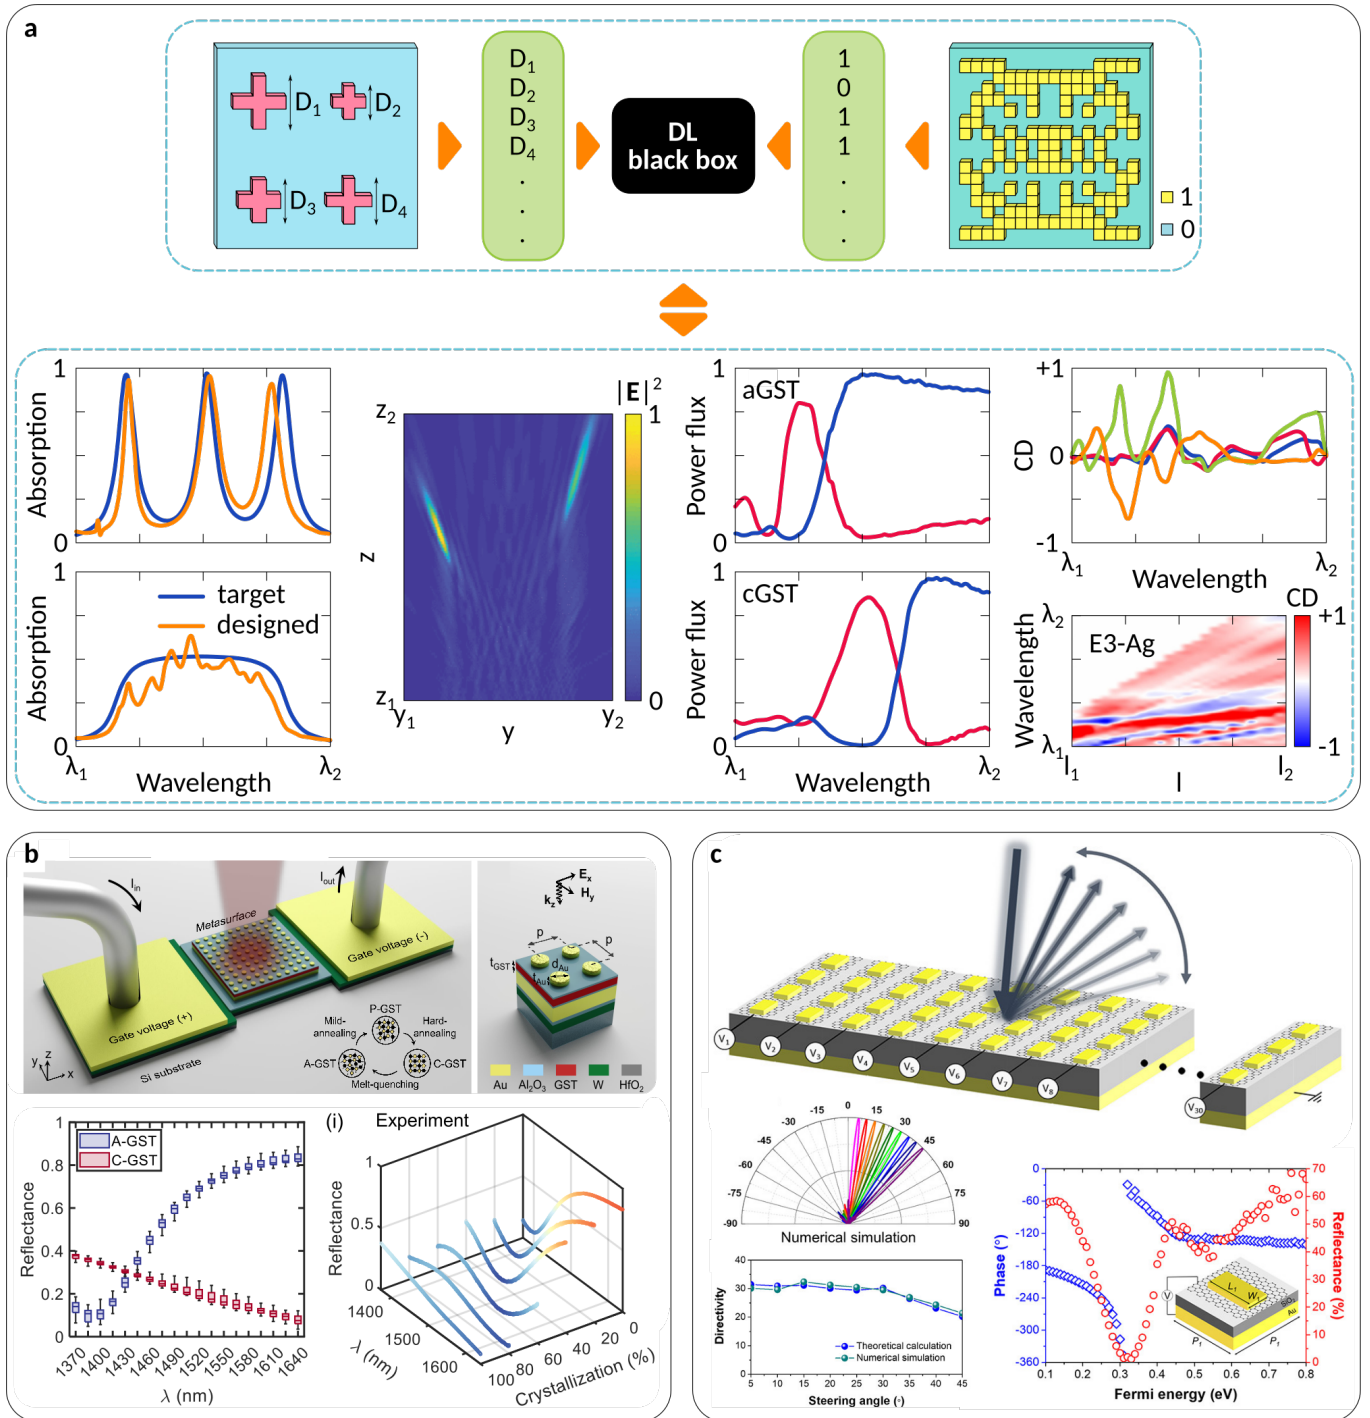 a
D1
D2
D3
D4
D1
D2
D3
D4
.
.
.
DL
black box
1
0
1
1
.
.
.
1
0
Absorption
1
0
Absorption
1
0
target
designed
λ1
Wavelength
λ2
|E|2
1
0
z2
z
z1
y1
y
y2
Power flux
1
0
aGST
Power flux
1
0
cGST
λ1
Wavelength
λ2
CD
+1
0
-1
λ1
Wavelength
λ2
Wavelength
λ2
λ1
E3-Ag
CD
+1
-1
l1
l
l2
b
Iin
Iout
Metasurface
Gate voltage (+)
Gate voltage (-)
Si substrate
y
z
x
P-GST
Mild-
annealing
Hard-
annealing
A-GST
C-GST
Melt-quenching
Ex
Hy
kz
p
p
tGST
dAu
tAu
Au
Al2O3
GST
W
HfO2
Reflectance
1
0.8
0.6
0.4
0.2
0
A-GST
C-GST
1370
1400
1430
1460
1490
1520
1550
1580
1610
1640
λ (nm)
(i)
Experiment
Reflectance
1
0.5
0
1400
1500
1600
λ (nm)
100
80
60
40
20
0
Crystallization (%)
c
V1
V2
V3
V4
V5
V6
V7
V8
V30
-90
-75
-60
-45
-30
-15
0
15
30
45
60
75
90
Numerical simulation
Directivity
40
30
20
10
0
Theoretical calculation
Numerical simulation
5
10
15
20
25
30
35
40
45
Steering angle (°)
Phase (°)
0
-60
-120
-180
-240
-300
-360
Reflectance (%)
70
60
50
40
30
20
10
0
V
L1
W1
SiO2
Au
P1
P1
0.1
0.2
0.3
0.4
0.5
0.6
0.7
0.8
Fermi energy (eV)